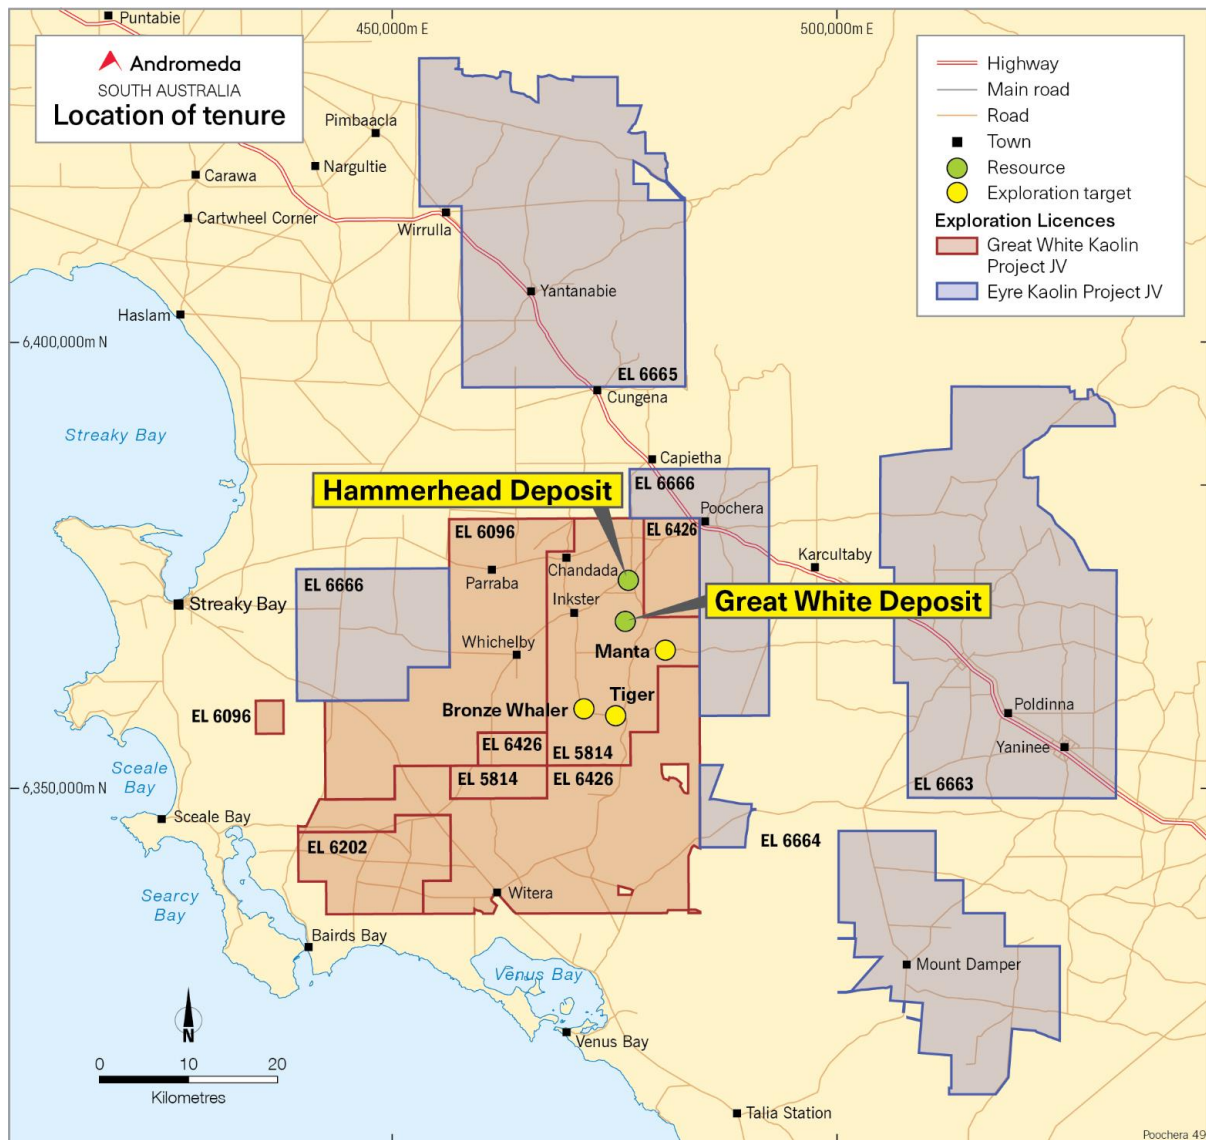 Puntabie
450,000m E
500,000m E
Andromeda
SOUTH AUSTRALIA
Location of tenure
Highway
Main road
Road
Town
Resource
Exploration target
Exploration Licences
Great White Kaolin
Project JV
Eyre Kaolin Project JV
Pimbaacla
Nargultie
Carawa
Cartwheel Corner
Wirrulla
Yantanabie
Haslam
6,400,000m N
EL 6665
Cungena
Streaky Bay
Capietha
Hammerhead Deposit
EL 6666
Poochera
EL 6096
EL 6426
Chandada
Karcultaby
Parraba
EL 6666
Inkster
Great White Deposit
Streaky Bay
Whichelby
Manta
Tiger
Bronze Whaler
EL 6096
Poldinna
EL 6426
EL 5814
Yaninee
EL 5814
EL 6426
Sceale
Bay
6,350,000m N
EL 6663
Sceale Bay
EL 6202
EL 6664
Searcy
Bay
Witera
Bairds Bay
Mount Damper
Venus Bay
N
Venus Bay
0
10
20
Kilometres
Talia Station
Poochera 49